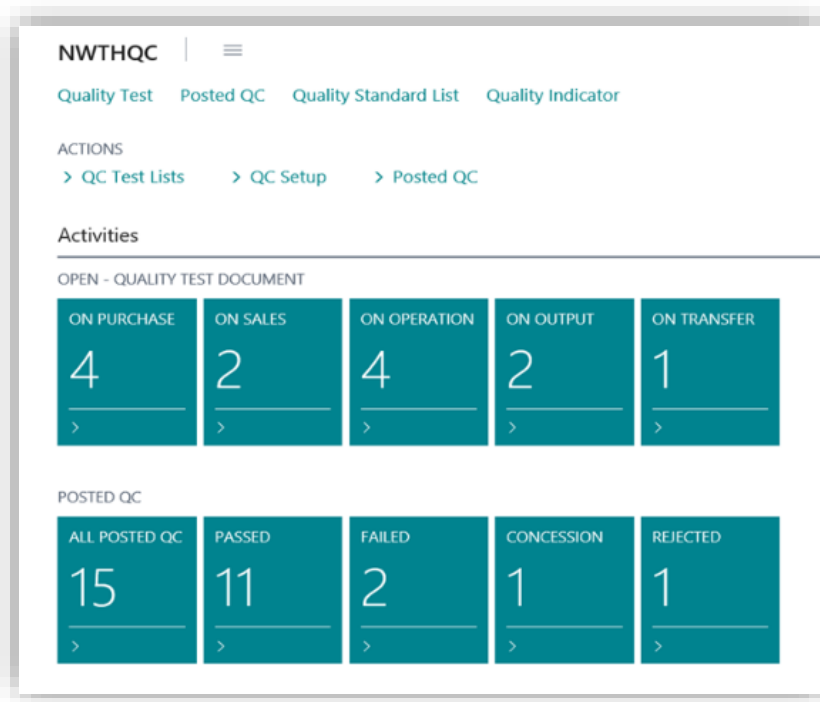 NWTHQC
Quality Test Posted QC Quality Standard List Quality Indicator
ACTIONS
> QC Test Lists > QC Setup > Posted QC
Activities
OPEN - QUALITY TEST DOCUMENT
ON PURCHASE ON SALES ON OPERATION ON OUTPUT ON TRANSFER
4 2 4 2 1
> > > > >
POSTED QC
ALL POSTED QC PASSED FAILED CONCESSION REJECTED
15 11 2 1 1
> > > > >